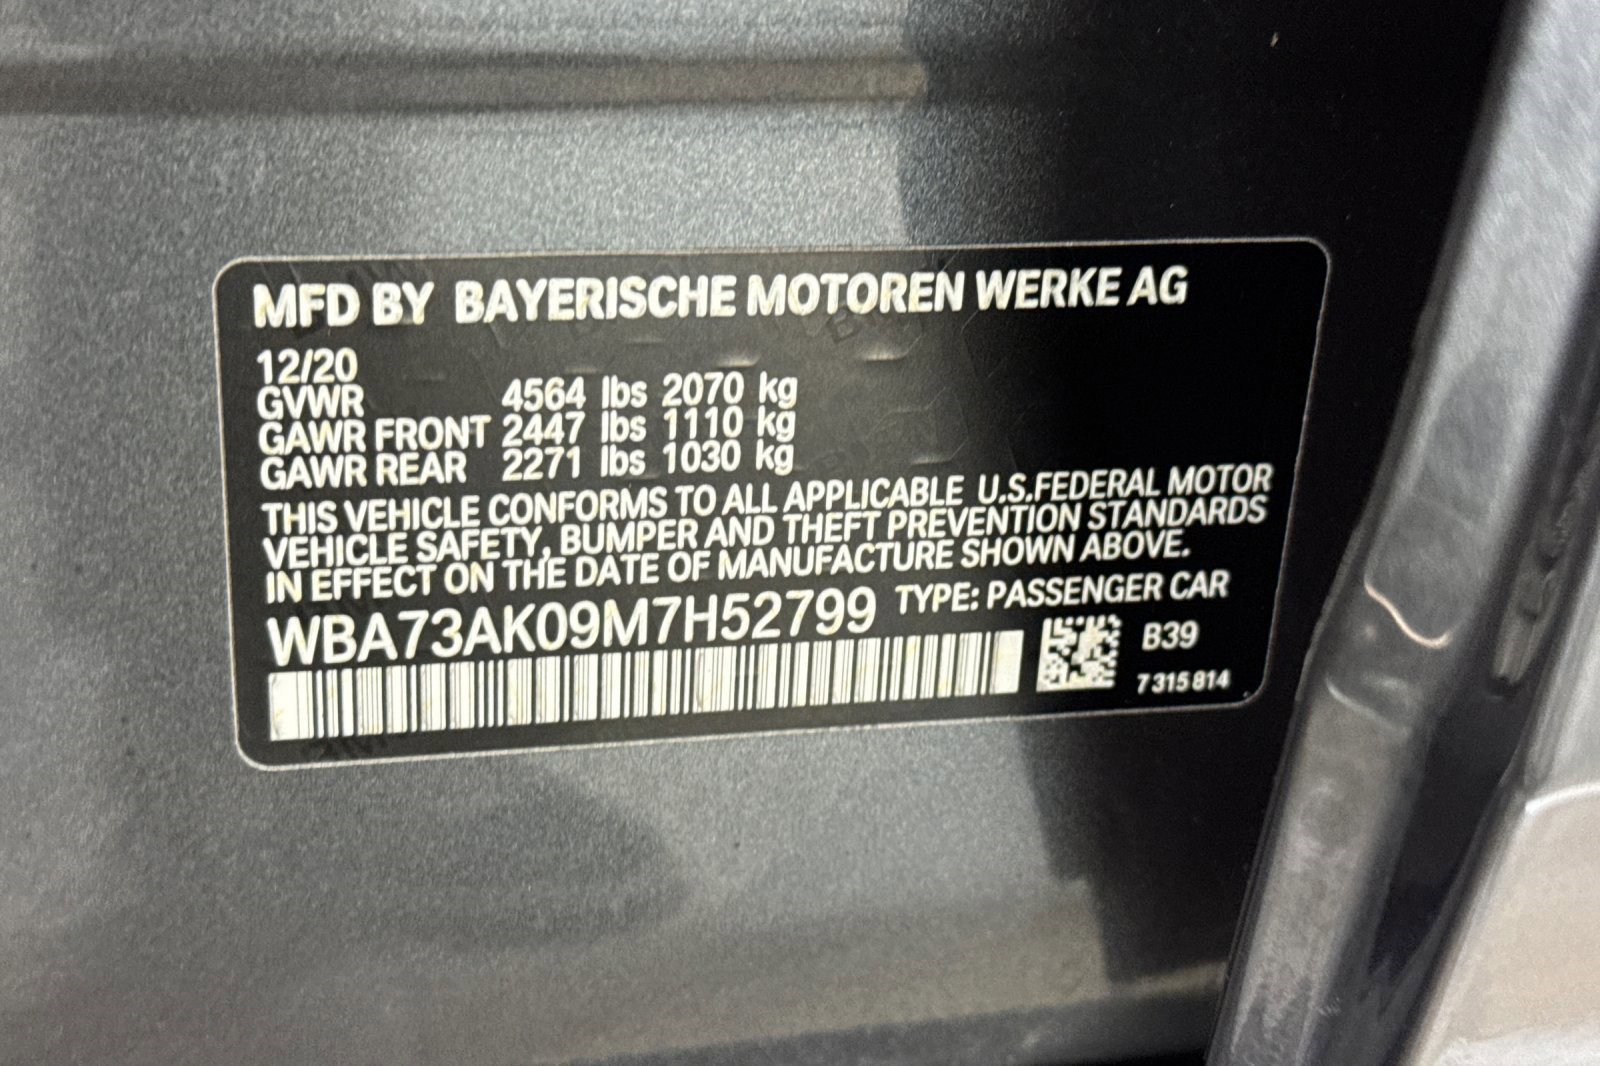 MFD BY BAYERISCHE MOTOREN WERKE AG
12/20
GVWR 4564 lbs 2070 kg
GAWR FRONT 2447 lbs 1110 kg
GAWR REAR 2271 lbs 1030 kg
THIS VEHICLE CONFORMS TO ALL APPLICABLE U.S.FEDERAL MOTOR
VEHICLE SAFETY, BUMPER AND THEFT PREVENTION STANDARDS
IN EFFECT ON THE DATE OF MANUFACTURE SHOWN ABOVE.
WBA73AK09M7H52799 TYPE: PASSENGER CAR
B39
7 315 814